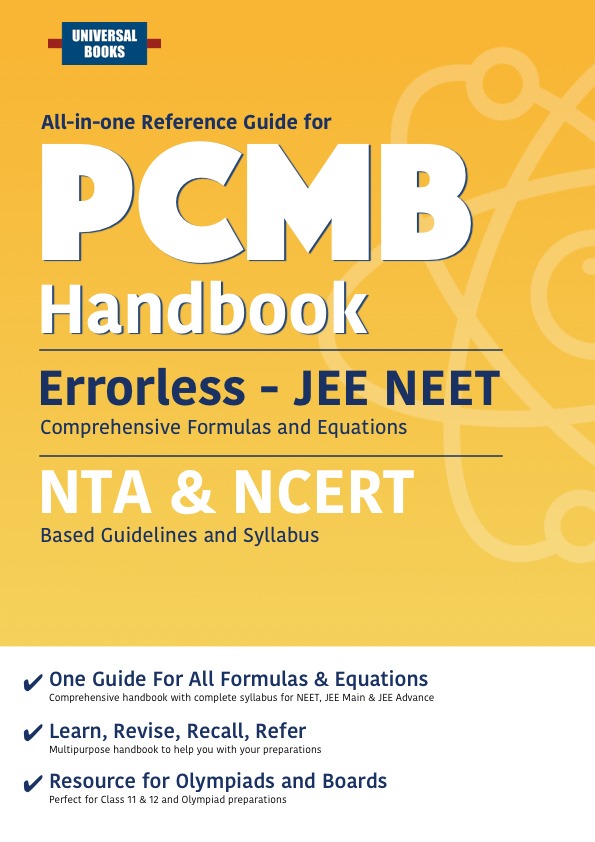 UNIVERSAL
BOOKS
All-in-one Reference Guide for
PCMB
Handbook
Errorless - JEE NEET
Comprehensive Formulas and Equations
NTA & NCERT
Based Guidelines and Syllabus
✔ One Guide For All Formulas & Equations
Comprehensive handbook with complete syllabus for NEET, JEE Main & JEE Advance
✔ Learn, Revise, Recall, Refer
Multipurpose handbook to help you with your preparations
✔ Resource for Olympiads and Boards
Perfect for Class 11 & 12 and Olympiad preparations